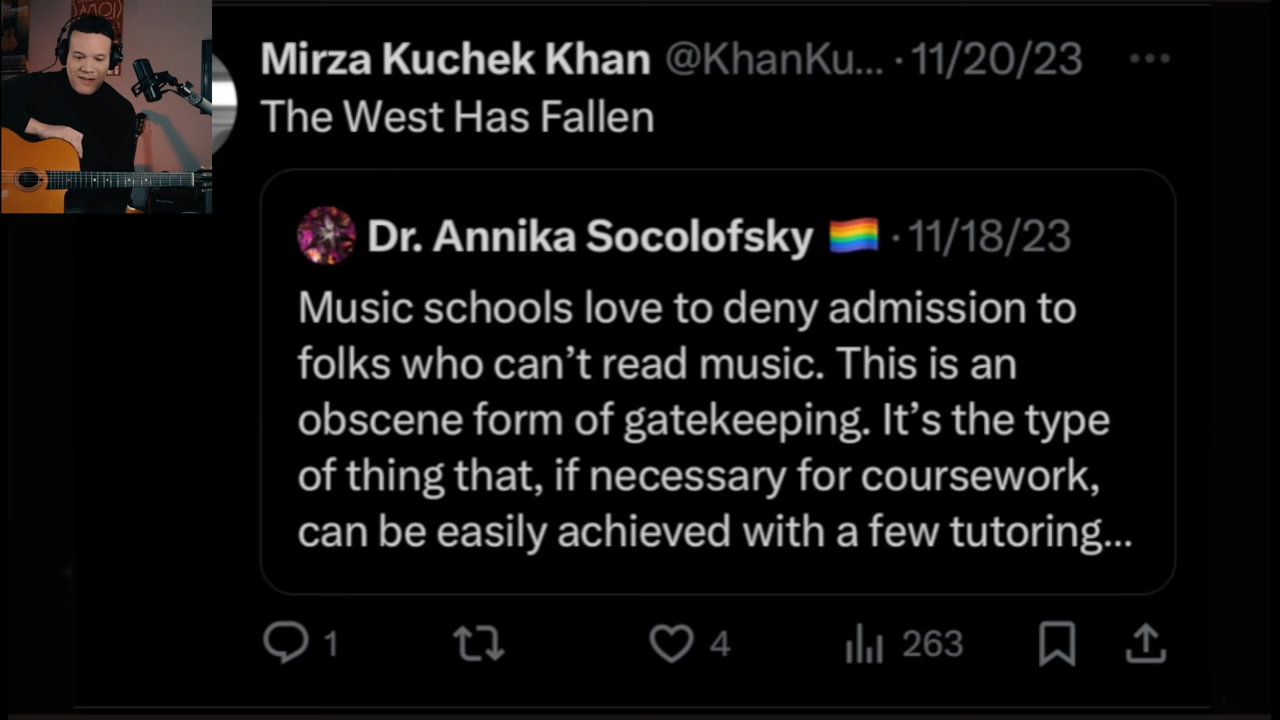 SAMOI
Mirza Kuchek Khan @KhanKu... · 11/20/23
The West Has Fallen
Dr. Annika Socolofsky 🏳️‍🌈 · 11/18/23
Music schools love to deny admission to
folks who can’t read music. This is an
obscene form of gatekeeping. It’s the type
of thing that, if necessary for coursework,
can be easily achieved with a few tutoring...
1
4
263